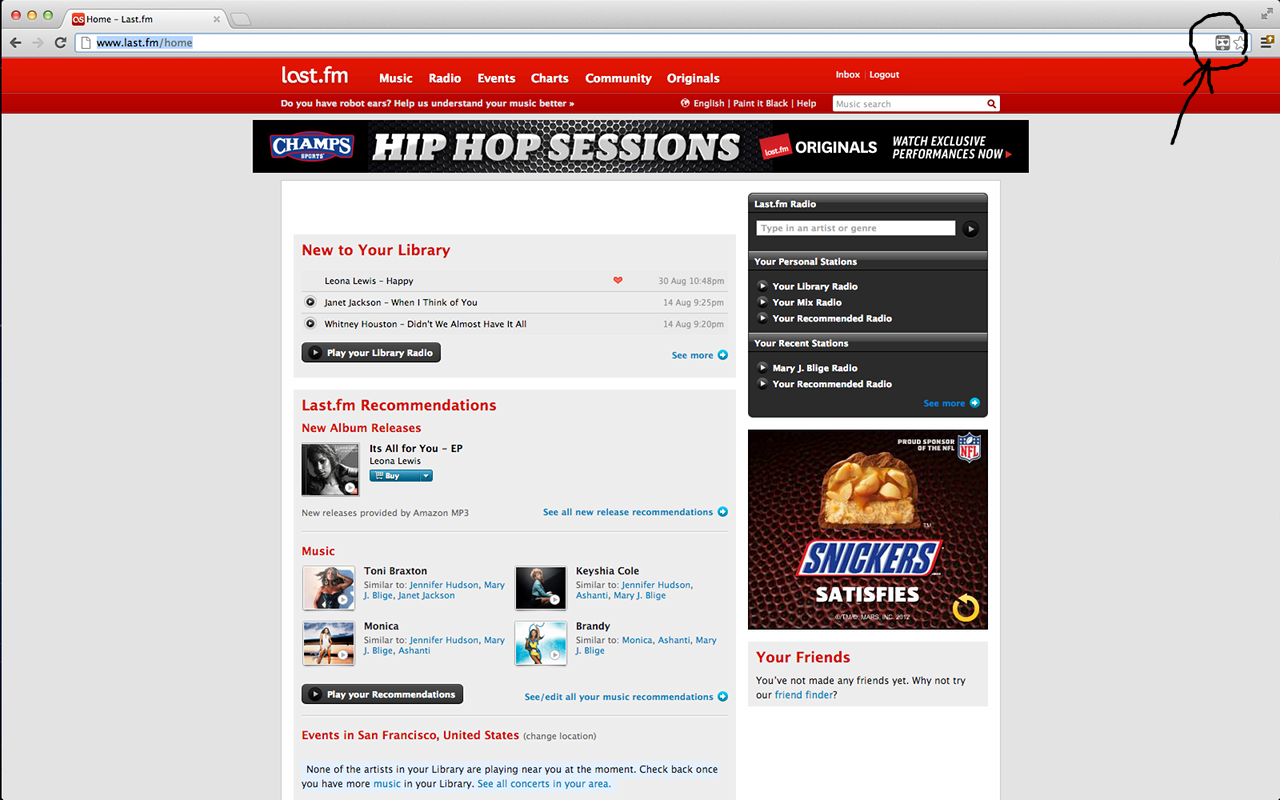 Home - Last.fm
www.last.fm/home
last.fm Music Radio Events Charts Community Originals Inbox | Logout
Do you have robot ears? Help us understand your music better » English | Paint it Black | Help Music search
CHAMPS SPORTS HIP HOP SESSIONS last.fm ORIGINALS WATCH EXCLUSIVE PERFORMANCES NOW
New to Your Library
Leona Lewis – Happy 30 Aug 10:48pm
Janet Jackson – When I Think of You 14 Aug 9:25pm
Whitney Houston – Didn't We Almost Have It All 14 Aug 9:20pm
Play your Library Radio See more
Last.fm Recommendations
New Album Releases
Its All for You – EP
Leona Lewis
Buy
New releases provided by Amazon MP3 See all new release recommendations
Music
Toni Braxton
Similar to: Jennifer Hudson, Mary
J. Blige, Janet Jackson
Keyshia Cole
Similar to: Jennifer Hudson,
Ashanti, Mary J. Blige
Monica
Similar to: Jennifer Hudson, Mary
J. Blige, Ashanti
Brandy
Similar to: Monica, Ashanti, Mary
J. Blige
Play your Recommendations See/edit all your music recommendations
Events in San Francisco, United States (change location)
None of the artists in your Library are playing near you at the moment. Check back once
you have more music in your Library. See all concerts in your area.
Last.fm Radio
Type in an artist or genre
Your Personal Stations
Your Library Radio
Your Mix Radio
Your Recommended Radio
Your Recent Stations
Mary J. Blige Radio
Your Recommended Radio
See more
PROUD SPONSOR
OF THE NFL
NFL
TM
SNICKERS
SATISFIES
©/TM/® MARS, INC. 2012
Your Friends
You've not made any friends yet. Why not try
our friend finder?